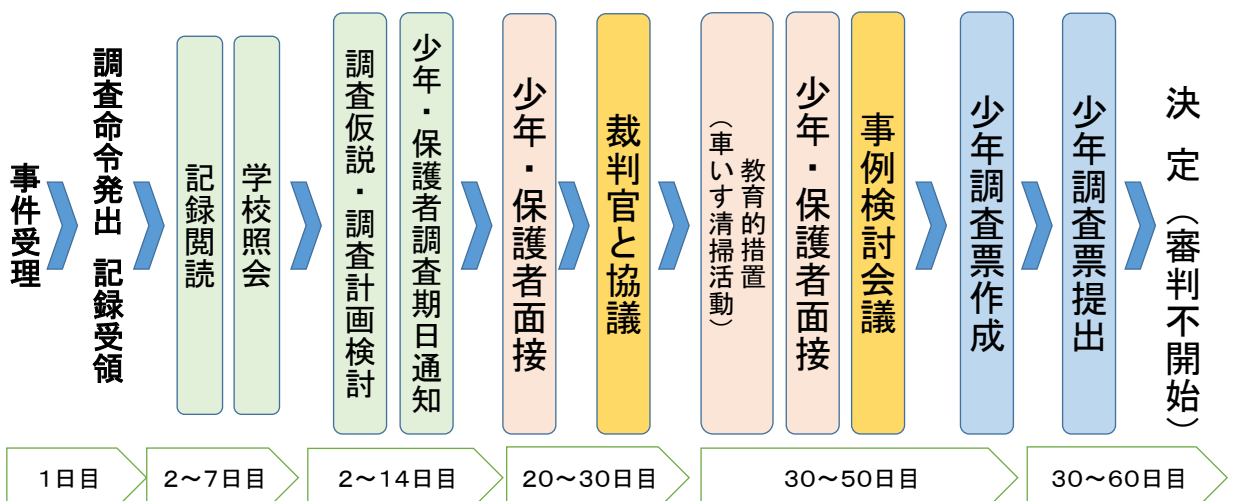 事件受理
調査命令発出 記録受領
記録閲読
学校照会
調査仮説・調査計画検討
少年・保護者調査期日通知
少年・保護者面接
裁判官と協議
教育的措置
（車いす清掃活動）
少年・保護者面接
事例検討会議
少年調査票作成
少年調査票提出
決定（審判不開始）
1日目
2～7日目
2～14日目
20～30日目
30～50日目
30～60日目